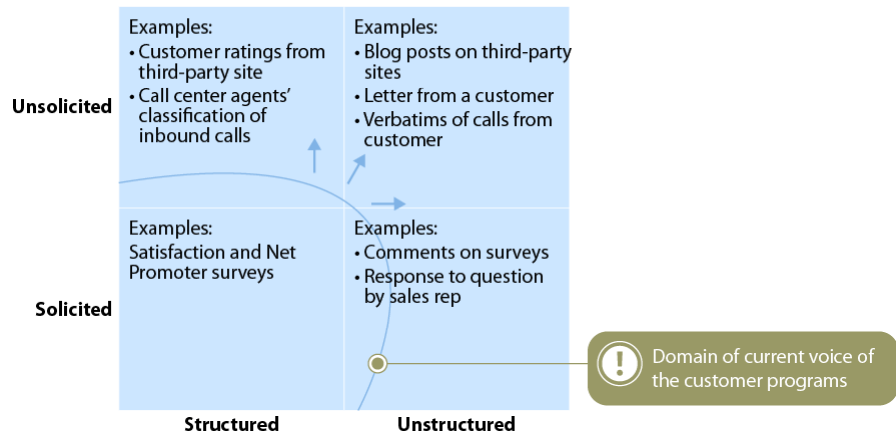 Examples:
• Customer ratings from
third-party site
• Call center agents’
classification of
inbound calls
Examples:
• Blog posts on third-party
sites
• Letter from a customer
• Verbatims of calls from
customer
Unsolicited
Examples:
Satisfaction and Net
Promoter surveys
Examples:
• Comments on surveys
• Response to question
by sales rep
Solicited
! Domain of current voice of
the customer programs
Structured
Unstructured